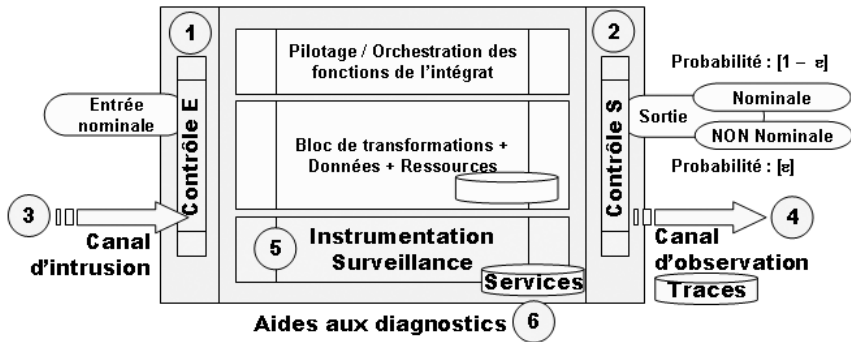 1
2
Pilotage / Orchestration des
fonctions de l'intégrat
Probabilité : [1 – ε]
Entrée
nominale
Contrôle E
Contrôle S
Sortie
Nominale
NON Nominale
Bloc de transformations +
Données + Ressources
Probabilité : [ε]
3
Canal
d'intrusion
5
Instrumentation
Surveillance
Services
4
Canal
d'observation
Traces
Aides aux diagnostics
6